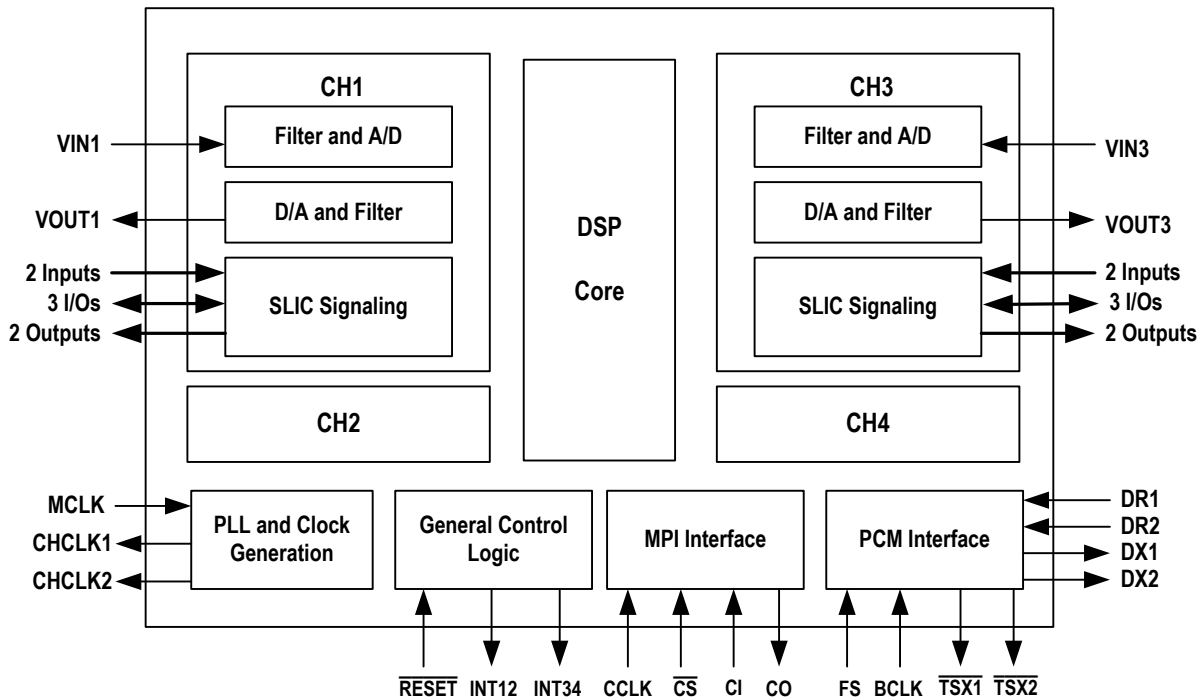 CH1
Filter and A/D
VIN1
D/A and Filter
VOUT1
2 Inputs
3 I/Os
2 Outputs
SLIC Signaling
CH2
DSP
Core
CH3
Filter and A/D
VIN3
D/A and Filter
VOUT3
SLIC Signaling
2 Inputs
3 I/Os
2 Outputs
CH4
MCLK
CHCLK1
CHCLK2
PLL and Clock
Generation
General Control
Logic
MPI Interface
PCM Interface
DR1
DR2
DX1
DX2
RESET INT12 INT34 CCLK CS CI CO FS BCLK TSX1 TSX2